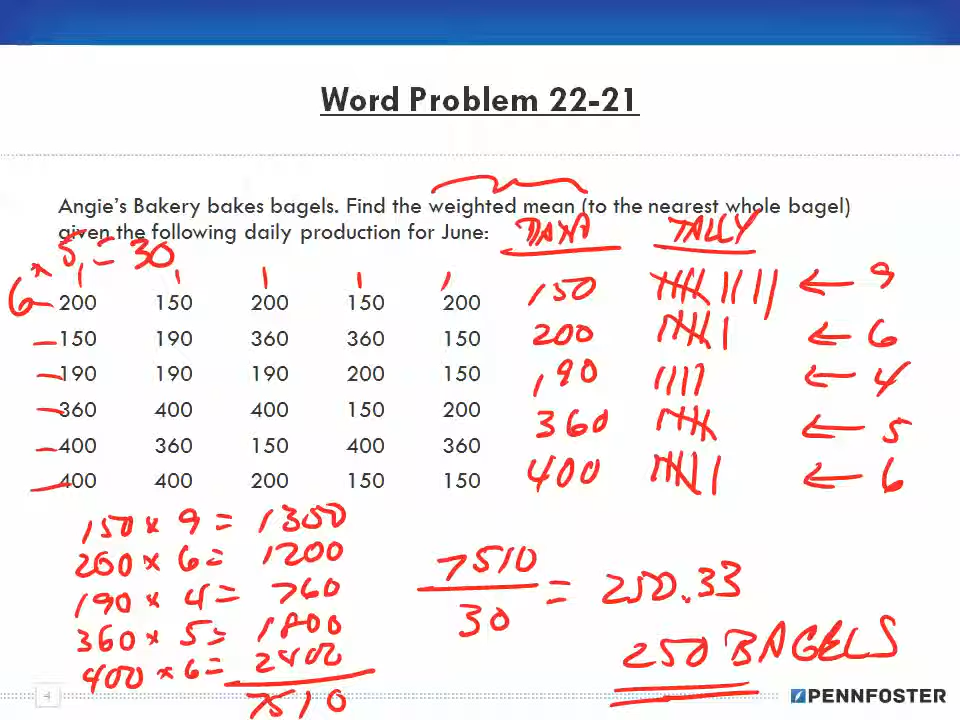 Word Problem 22-21
Angie's Bakery bakes bagels. Find the weighted mean (to the nearest whole bagel)
given the following daily production for June:
DATA TALLY
6 × 5 = 30
200 150 200 150 200
150 190 360 360 150
190 190 190 200 150
360 400 400 150 200
400 360 150 400 360
400 400 200 150 150
150 ← 9
200 ← 6
190 ← 4
360 ← 5
400 ← 6
150 × 9 = 1350
200 × 6 = 1200
190 × 4 = 760
360 × 5 = 1800
400 × 6 = 2400
7510
7510
30
= 250.33
250 BAGELS
4
PENNFOSTER